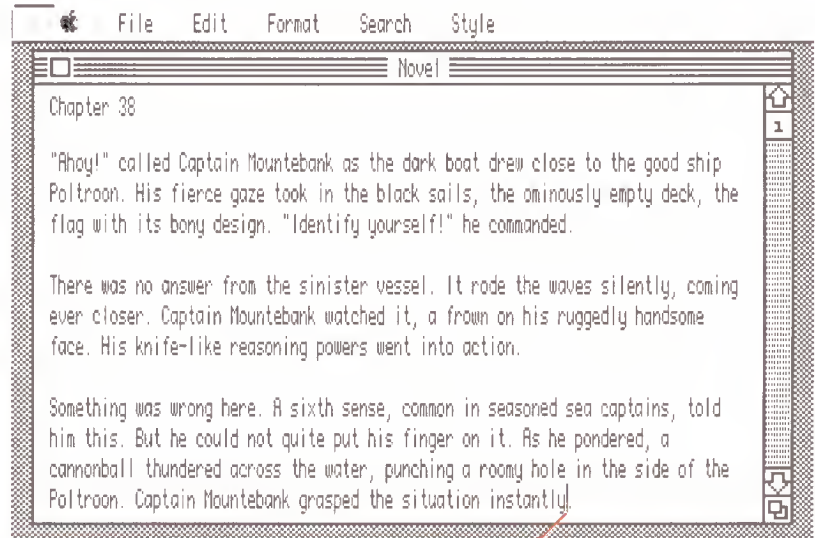 File Edit Format Search Style
Novel
Chapter 38
1
"Ahoy!" called Captain Mountebank as the dark boat drew close to the good ship
Poltroon. His fierce gaze took in the black sails, the ominously empty deck, the
flag with its bony design. "Identify yourself!" he commanded.
There was no answer from the sinister vessel. It rode the waves silently, coming
ever closer. Captain Mountebank watched it, a frown on his ruggedly handsome
face. His knife-like reasoning powers went into action.
Something was wrong here. A sixth sense, common in seasoned sea captains, told
him this. But he could not quite put his finger on it. As he pondered, a
cannonball thundered across the water, punching a roomy hole in the side of the
Poltroon. Captain Mountebank grasped the situation instantly.